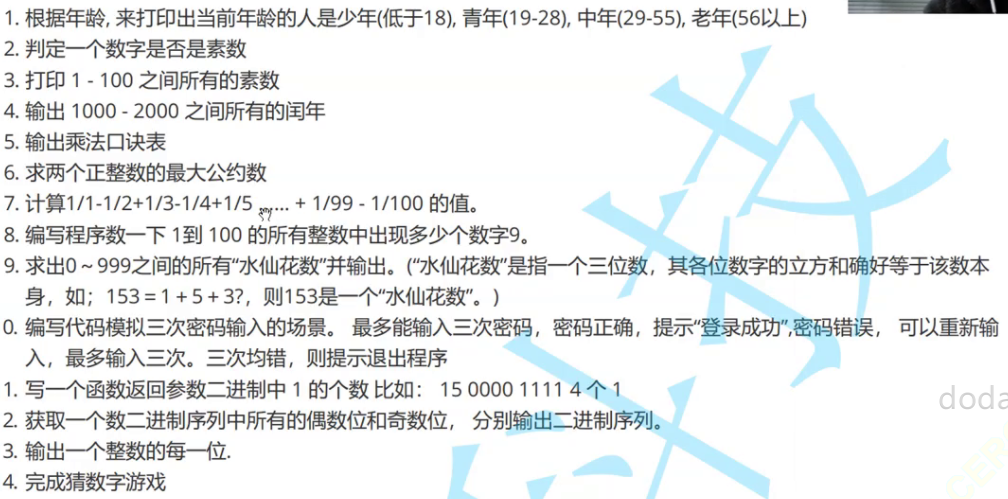 1. 根据年龄, 来打印出当前年龄的人是少年(低于18), 青年(19-28), 中年(29-55), 老年(56以上)
2. 判定一个数字是否是素数
3. 打印 1 - 100 之间所有的素数
4. 输出 1000 - 2000 之间所有的闰年
5. 输出乘法口诀表
6. 求两个正整数的最大公约数
7. 计算1/1-1/2+1/3-1/4+1/5 …… + 1/99 - 1/100 的值。
8. 编写程序数一下 1到 100 的所有整数中出现多少个数字9。
9. 求出0～999之间的所有“水仙花数”并输出。(“水仙花数”是指一个三位数，其各位数字的立方和确好等于该数本
身，如；153＝1＋5＋3?，则153是一个“水仙花数”。)
0. 编写代码模拟三次密码输入的场景。 最多能输入三次密码，密码正确，提示“登录成功”,密码错误， 可以重新输
入，最多输入三次。三次均错，则提示退出程序
1. 写一个函数返回参数二进制中 1 的个数 比如： 15 0000 1111 4 个 1
2. 获取一个数二进制序列中所有的偶数位和奇数位， 分别输出二进制序列。
3. 输出一个整数的每一位.
4. 完成猜数字游戏
doda